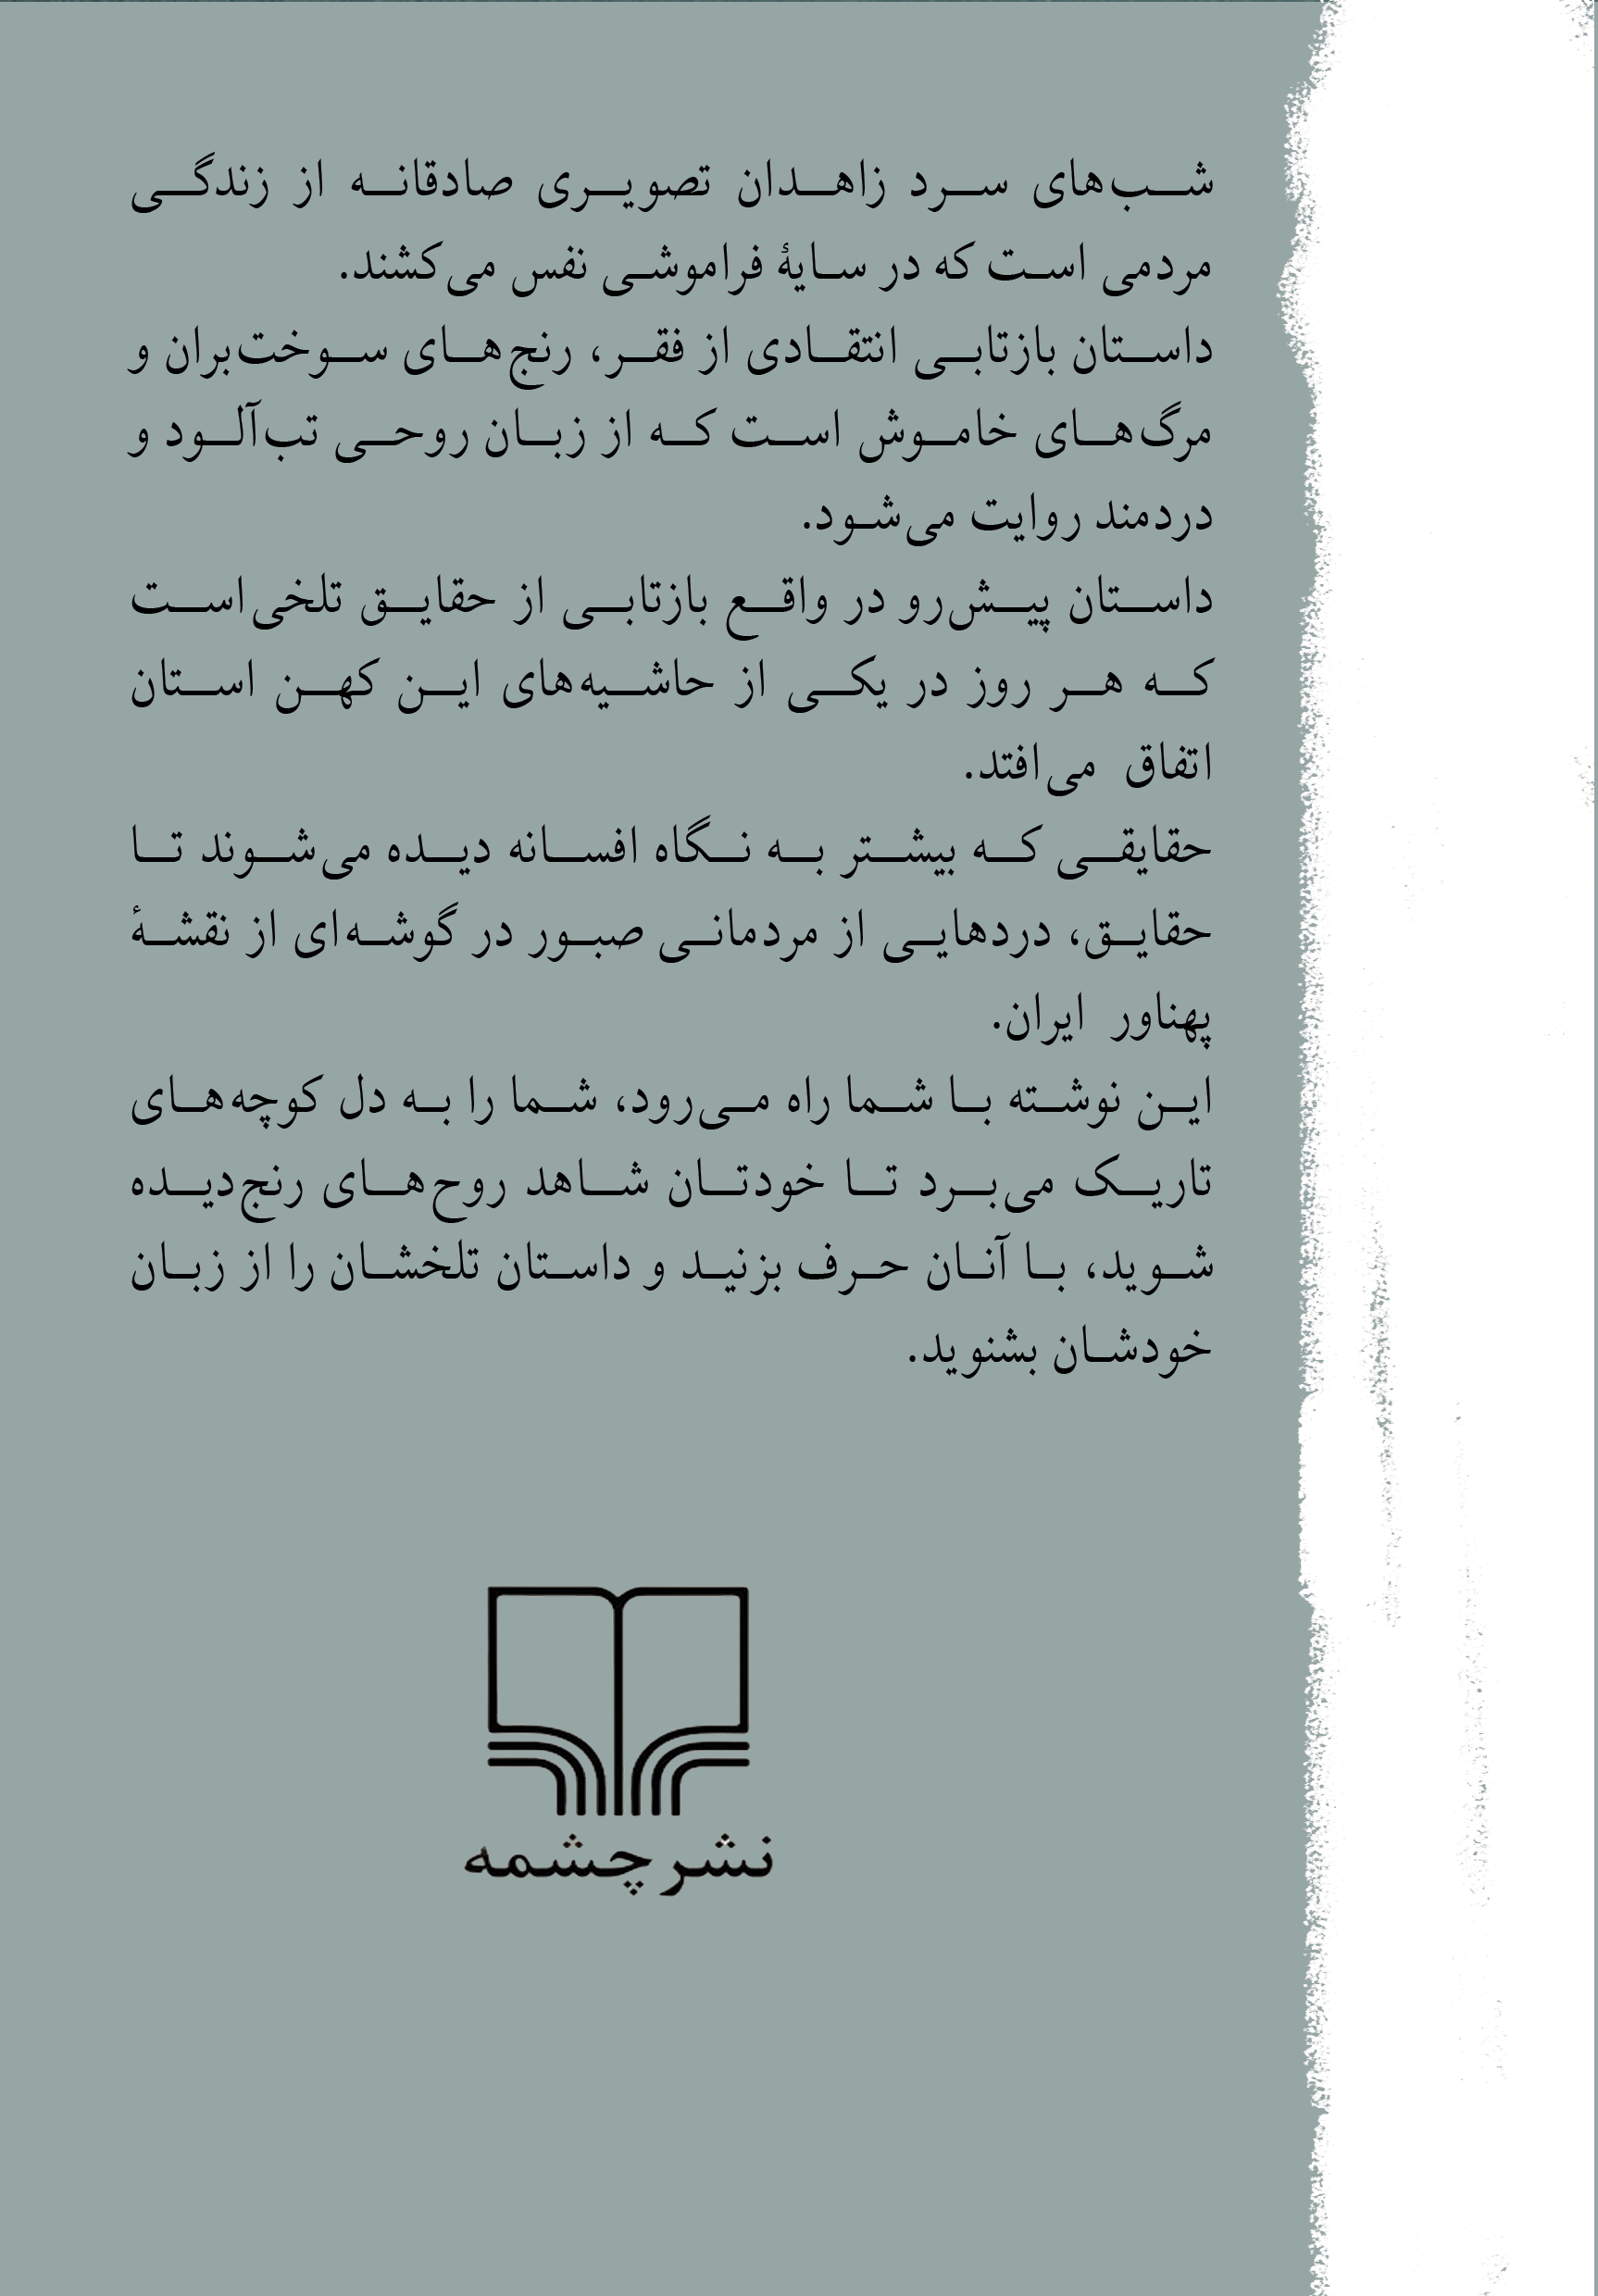 شب‌های سرد زاهدان تصویری صادقانه از زندگی
مردمی است که در سایهٔ فراموشی نفس می‌کشند.
داستان بازتابی انتقادی از فقر، رنج‌های سوخت‌بران و
مرگ‌های خاموش است که از زبان روحی تب‌آلود و
دردمند روایت می‌شود.
داستان پیش‌رو در واقع بازتابی از حقایق تلخی‌است
که هر روز در یکی از حاشیه‌های این کهن استان
اتفاق می‌افتد.
حقایقی که بیشتر به نگاه افسانه دیده می‌شوند تا
حقایق، دردهایی از مردمانی صبور در گوشه‌ای از نقشهٔ
پهناور ایران.
این نوشته با شما راه می‌رود، شما را به دل کوچه‌های
تاریک می‌برد تا خودتان شاهد روح‌های رنج‌دیده
شوید، با آنان حرف بزنید و داستان تلخشان را از زبان
خودشان بشنوید.
نشر چشمه